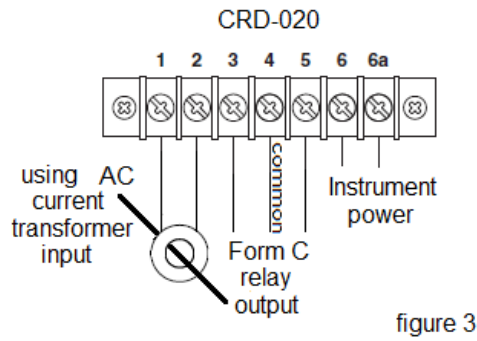 CRD-020
1 2 3 4 5 6 6a
common
using AC
current
transformer
input
Form C
relay
output
Instrument
power
figure 3